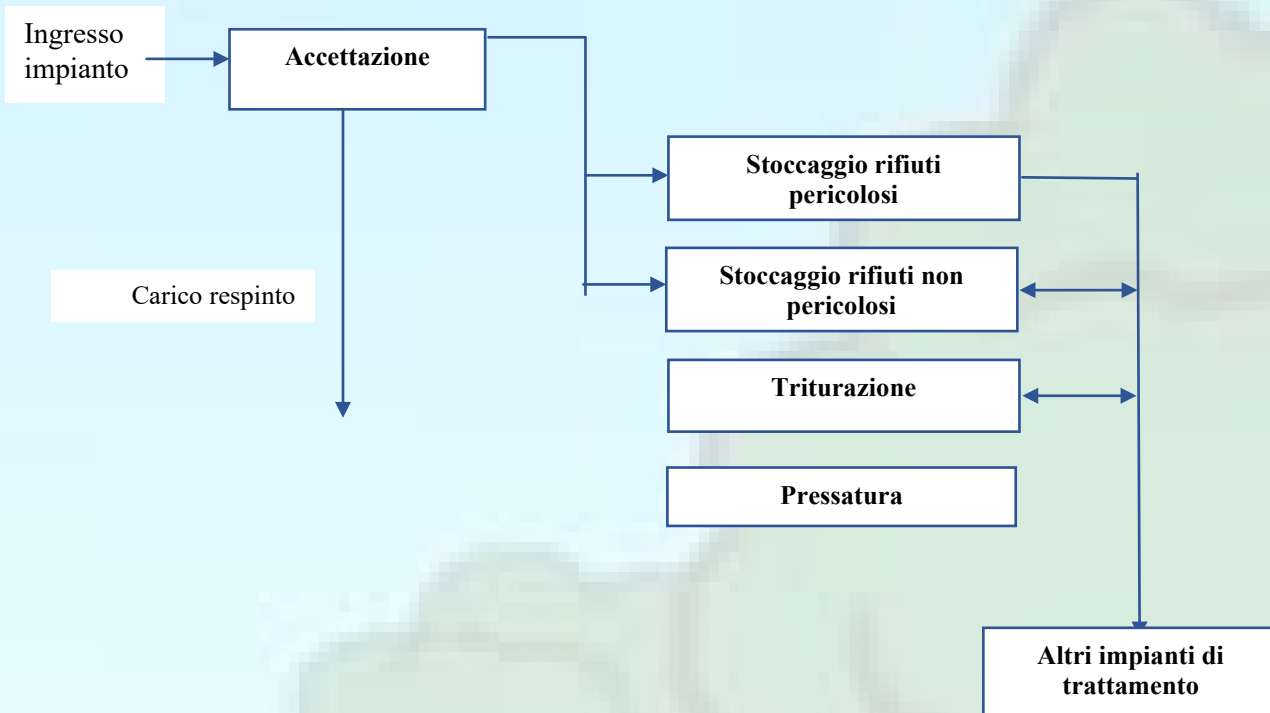 Ingresso
impianto
Accettazione
Stoccaggio rifiuti
pericolosi
Stoccaggio rifiuti non
pericolosi
Carico respinto
Triturazione
Pressatura
Altri impianti di
trattamento